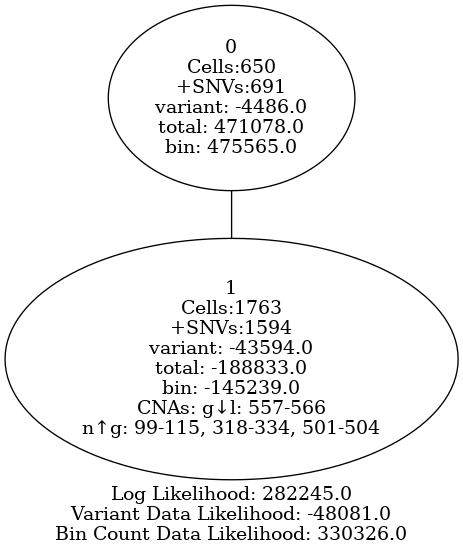 0
Cells:650
+SNVs:691
variant: -4486.0
total: 471078.0
bin: 475565.0
1
Cells:1763
+SNVs:1594
variant: -43594.0
total: -188833.0
bin: -145239.0
CNAs: g↓l: 557-566
n↑g: 99-115, 318-334, 501-504
Log Likelihood: 282245.0
Variant Data Likelihood: -48081.0
Bin Count Data Likelihood: 330326.0